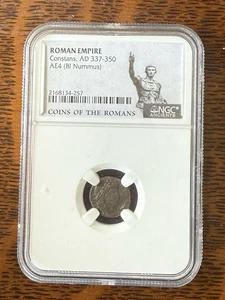 ROMAN EMPIRE
Constans, AD 337-350
AE4 (BI Nummus)
2168134-257
NGC
ANCIENTS
COINS OF THE ROMANS